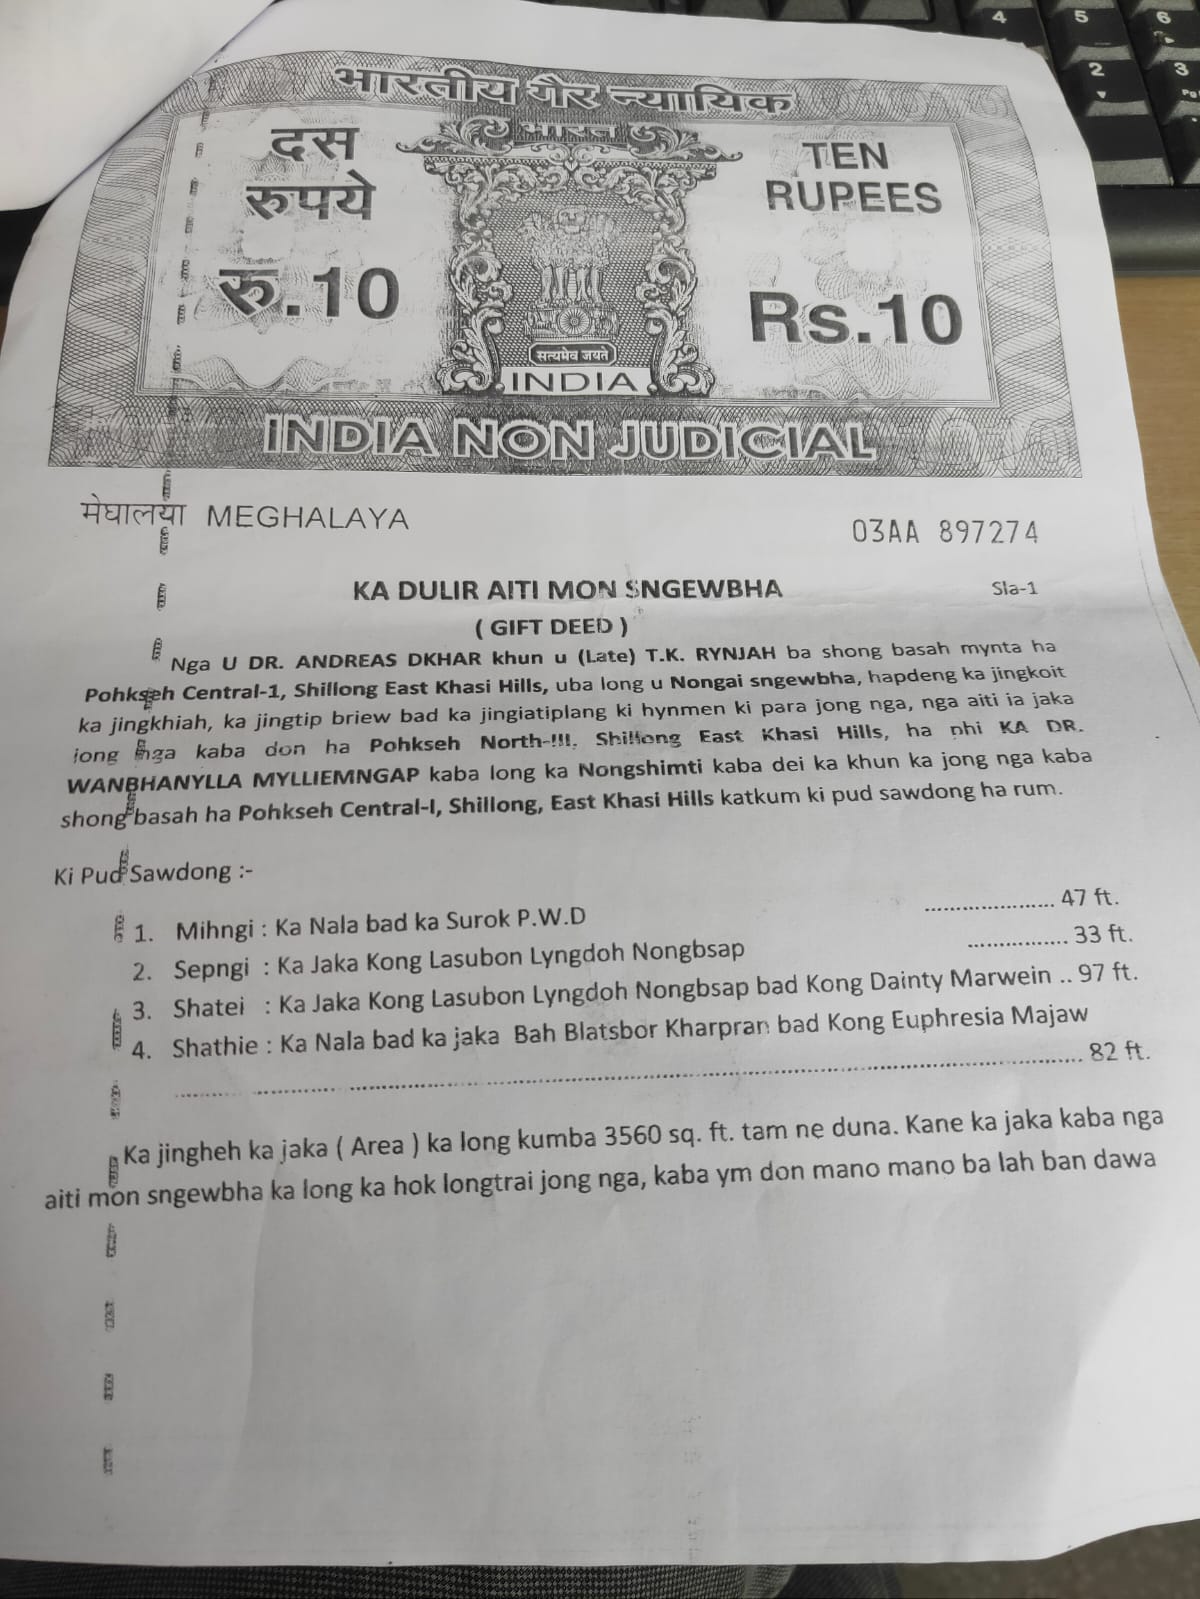 भारतीय गैर न्यायिक
भारत
दस
रुपये
रु.10
TEN
RUPEES
Rs.10
सत्यमेव जयते
INDIA
INDIA NON JUDICIAL
मेघालया MEGHALAYA
03AA 897274
KA DULIR AITI MON SNGEWBHA
Sla-1
( GIFT DEED )
Nga U DR. ANDREAS DKHAR khun u (Late) T.K. RYNJAH ba shong basah mynta ha
Pohkseh Central-1, Shillong East Khasi Hills, uba long u Nongai sngewbha, hapdeng ka jingkoit
ka jingkhiah, ka jingtip briew bad ka jingiatiplang ki hynmen ki para jong nga, nga aiti ia jaka
jong nga kaba don ha Pohkseh North-!!!, Shillong East Khasi Hills, ha phi KA DR.
WANBHANYLLA MYLLIEMNGAP kaba long ka Nongshimti kaba dei ka khun ka jong nga kaba
shong basah ha Pohkseh Central-I, Shillong, East Khasi Hills katkum ki pud sawdong ha rum.
Ki Pud Sawdong :-
1. Mihngi : Ka Nala bad ka Surok P.W.D ...................... 47 ft.
2. Sepngi : Ka Jaka Kong Lasubon Lyngdoh Nongbsap ................. 33 ft.
3. Shatei : Ka Jaka Kong Lasubon Lyngdoh Nongbsap bad Kong Dainty Marwein .. 97 ft.
4. Shathie : Ka Nala bad ka jaka Bah Blatsbor Kharpran bad Kong Euphresia Majaw
........................................................................................................ 82 ft.
Ka jingheh ka jaka ( Area ) ka long kumba 3560 sq. ft. tam ne duna. Kane ka jaka kaba nga
aiti mon sngewbha ka long ka hok longtrai jong nga, kaba ym don mano mano ba lah ban dawa